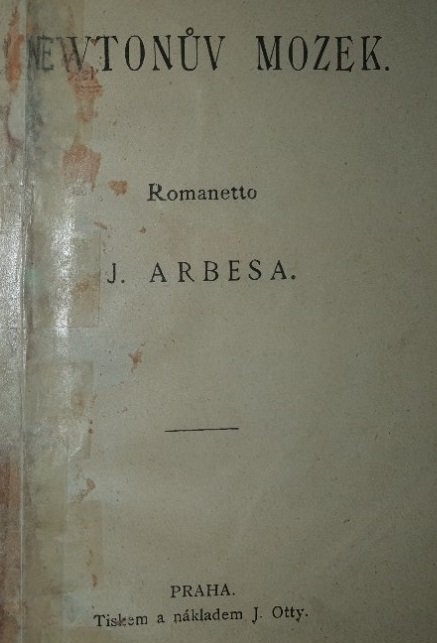 NEWTONŮV MOZEK.
Romanetto
J. ARBESA.
PRAHA.
Tiskem a nákladem J. Otty.